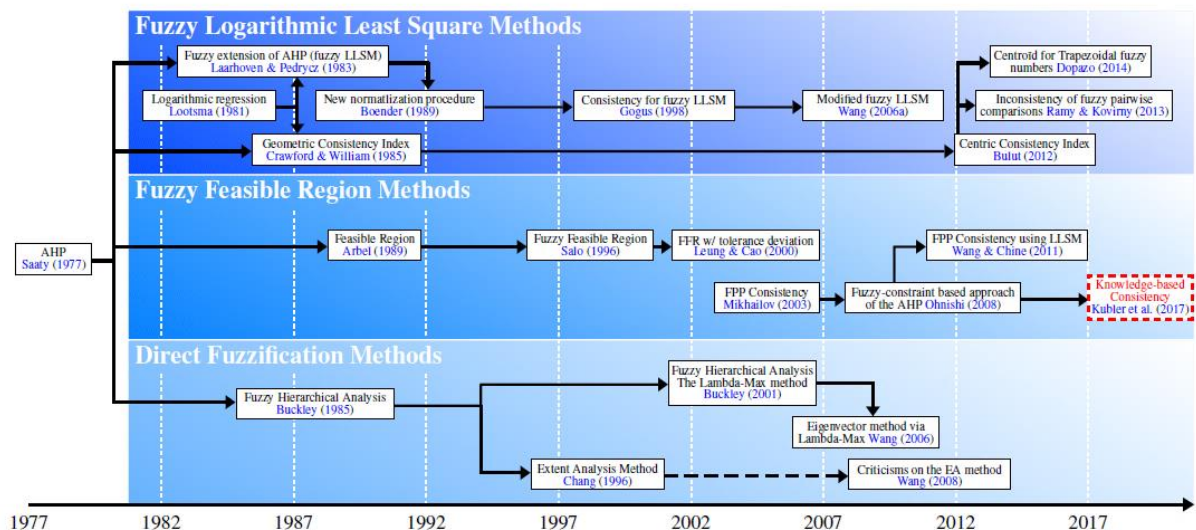 Fuzzy Logarithmic Least Square Methods
Fuzzy extension of AHP (fuzzy LLSM)
Laarhoven & Pedrycz (1983)
Centroid for Trapezoidal fuzzy
numbers Dopazo (2014)
Logarithmic regression
Lootsma (1981)
New normatlization procedure
Boender (1989)
Consistency for fuzzy LLSM
Gogus (1998)
Modified fuzzy LLSM
Wang (2006a)
Inconsistency of fuzzy pairwise
comparisons Ramy & Kovirny (2013)
Geometric Consistency Index
Crawford & William (1985)
Centric Consistency Index
Bulut (2012)
Fuzzy Feasible Region Methods
AHP
Saaty (1977)
Feasible Region
Arbel (1989)
Fuzzy Feasible Region
Salo (1996)
FFR w/ tolerance deviation
Leung & Cao (2000)
FPP Consistency using LLSM
Wang & Chine (2011)
FPP Consistency
Mikhailov (2003)
Fuzzy-constraint based approach
of the AHP Ohnishi (2008)
Knowledge-based
Consistency
Kubler et al. (2017)
Direct Fuzzification Methods
Fuzzy Hierarchical Analysis
Buckley (1985)
Fuzzy Hierarchical Analysis
The Lambda-Max method
Buckley (2001)
Eigenvector method via
Lambda-Max Wang (2006)
Extent Analysis Method
Chang (1996)
Criticisms on the EA method
Wang (2008)
1977 1982 1987 1992 1997 2002 2007 2012 2017